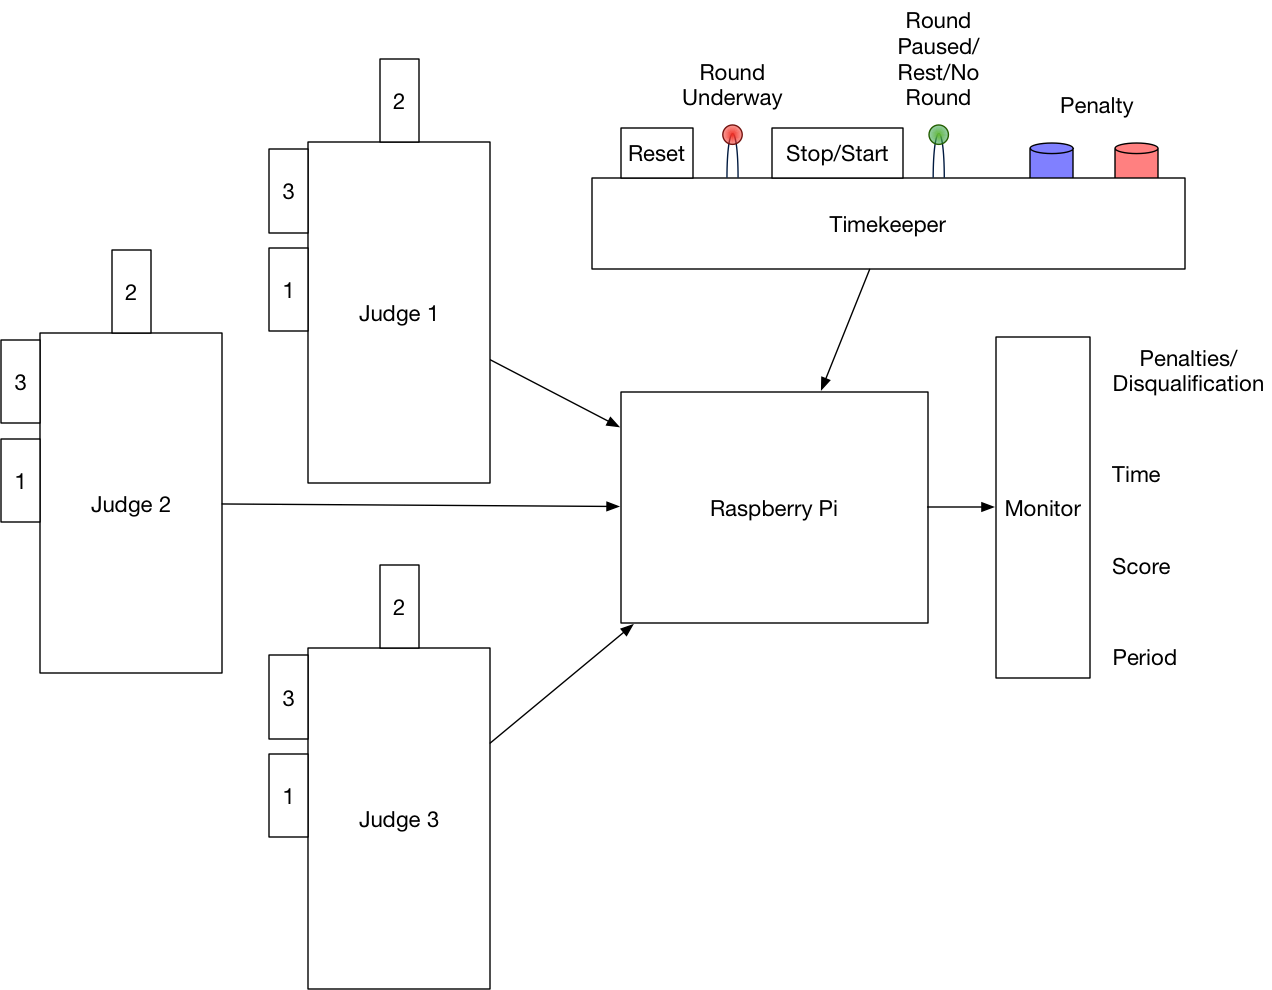 Round
Paused/
Rest/No
Round
Round
Underway
Penalty
Reset
Stop/Start
Timekeeper
2
3
1
Judge 1
2
3
1
Judge 2
2
3
1
Judge 3
Raspberry Pi
Monitor
Penalties/
Disqualification
Time
Score
Period